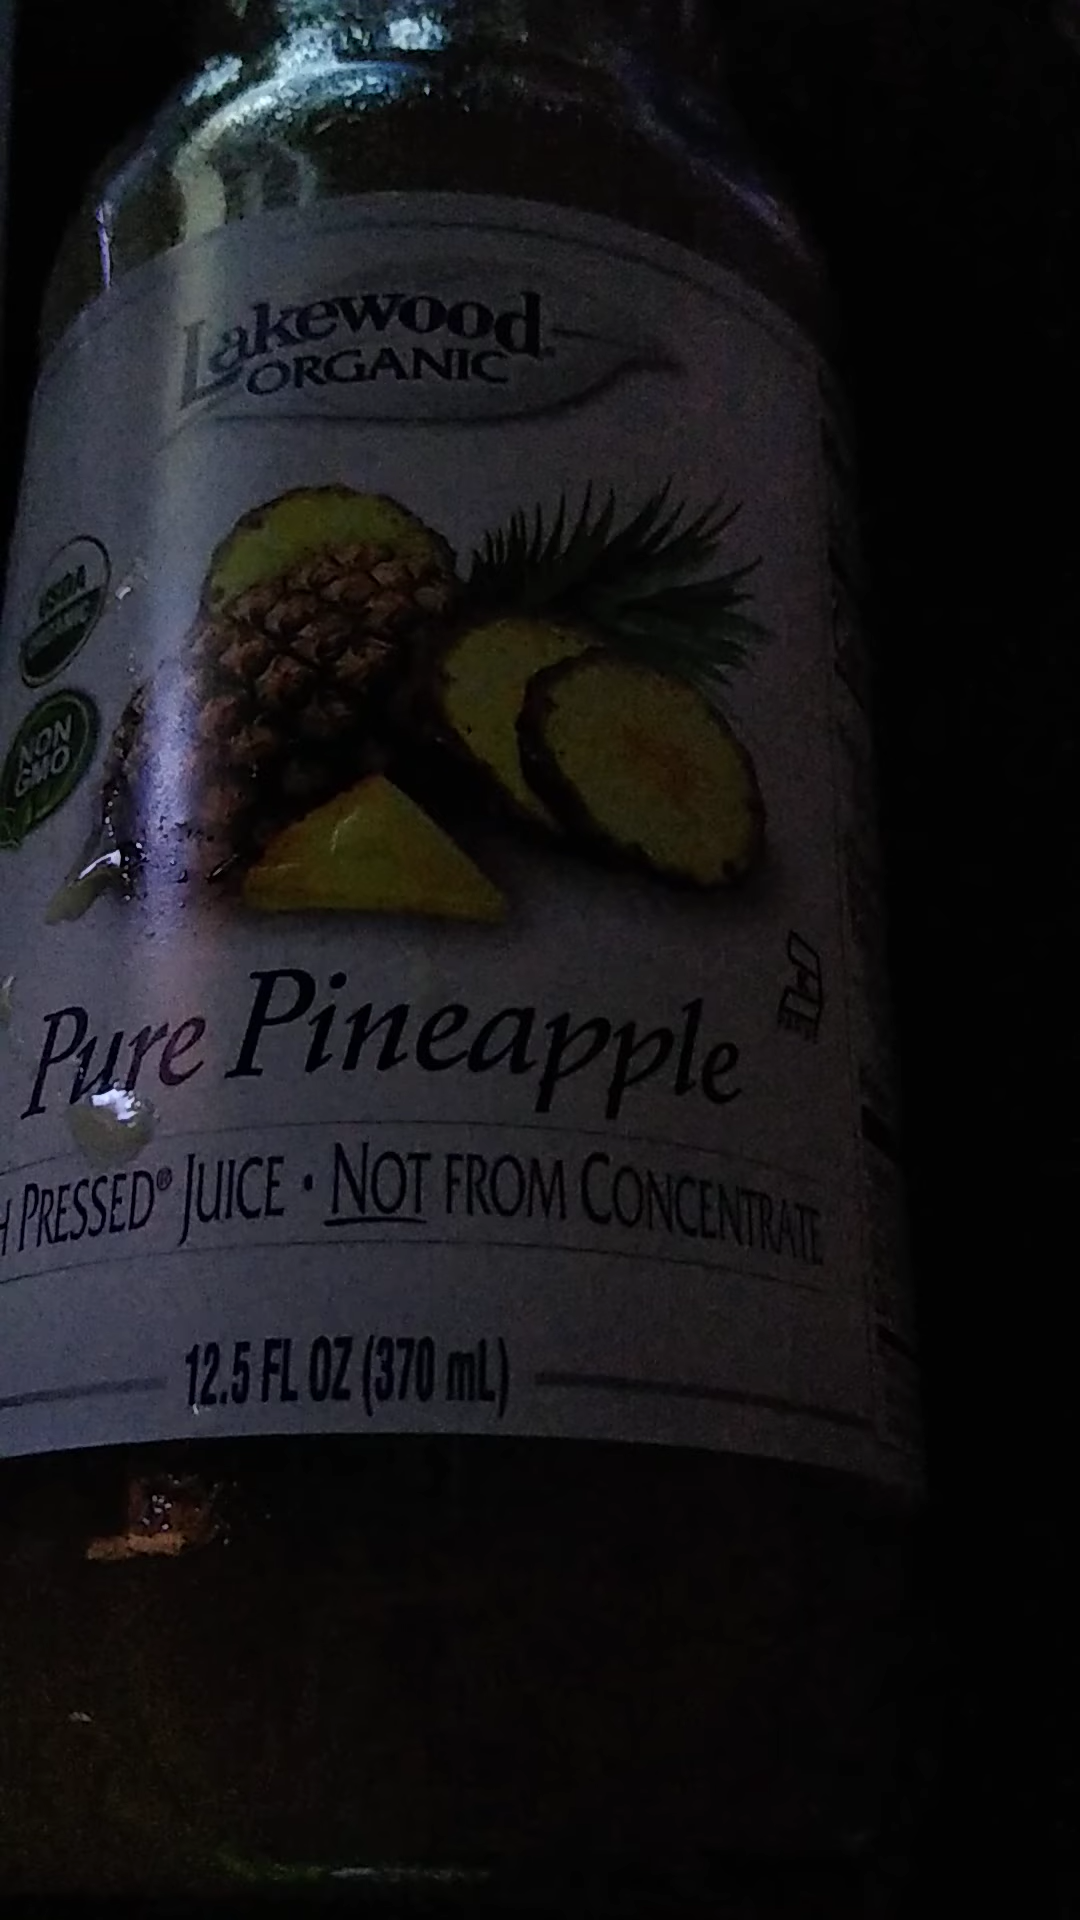 Lakewood
ORGANIC
USDA
ORGANIC
NON
GMO
Pure Pineapple
PRESSED® JUICE • NOT FROM CONCENTRATE
12.5 FL OZ (370 mL)